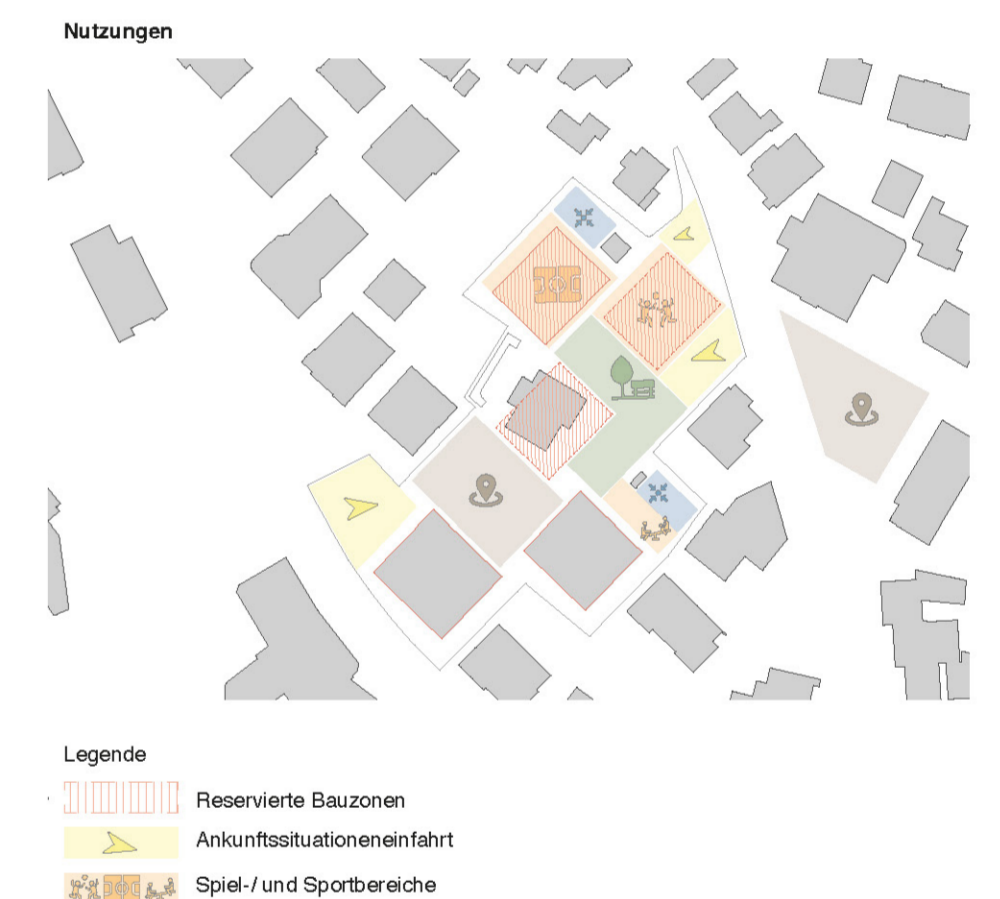 Nutzungen
Legende
Reservierte Bauzonen
Ankunftssituationeneinfahrt
Spiel-/ und Sportbereiche